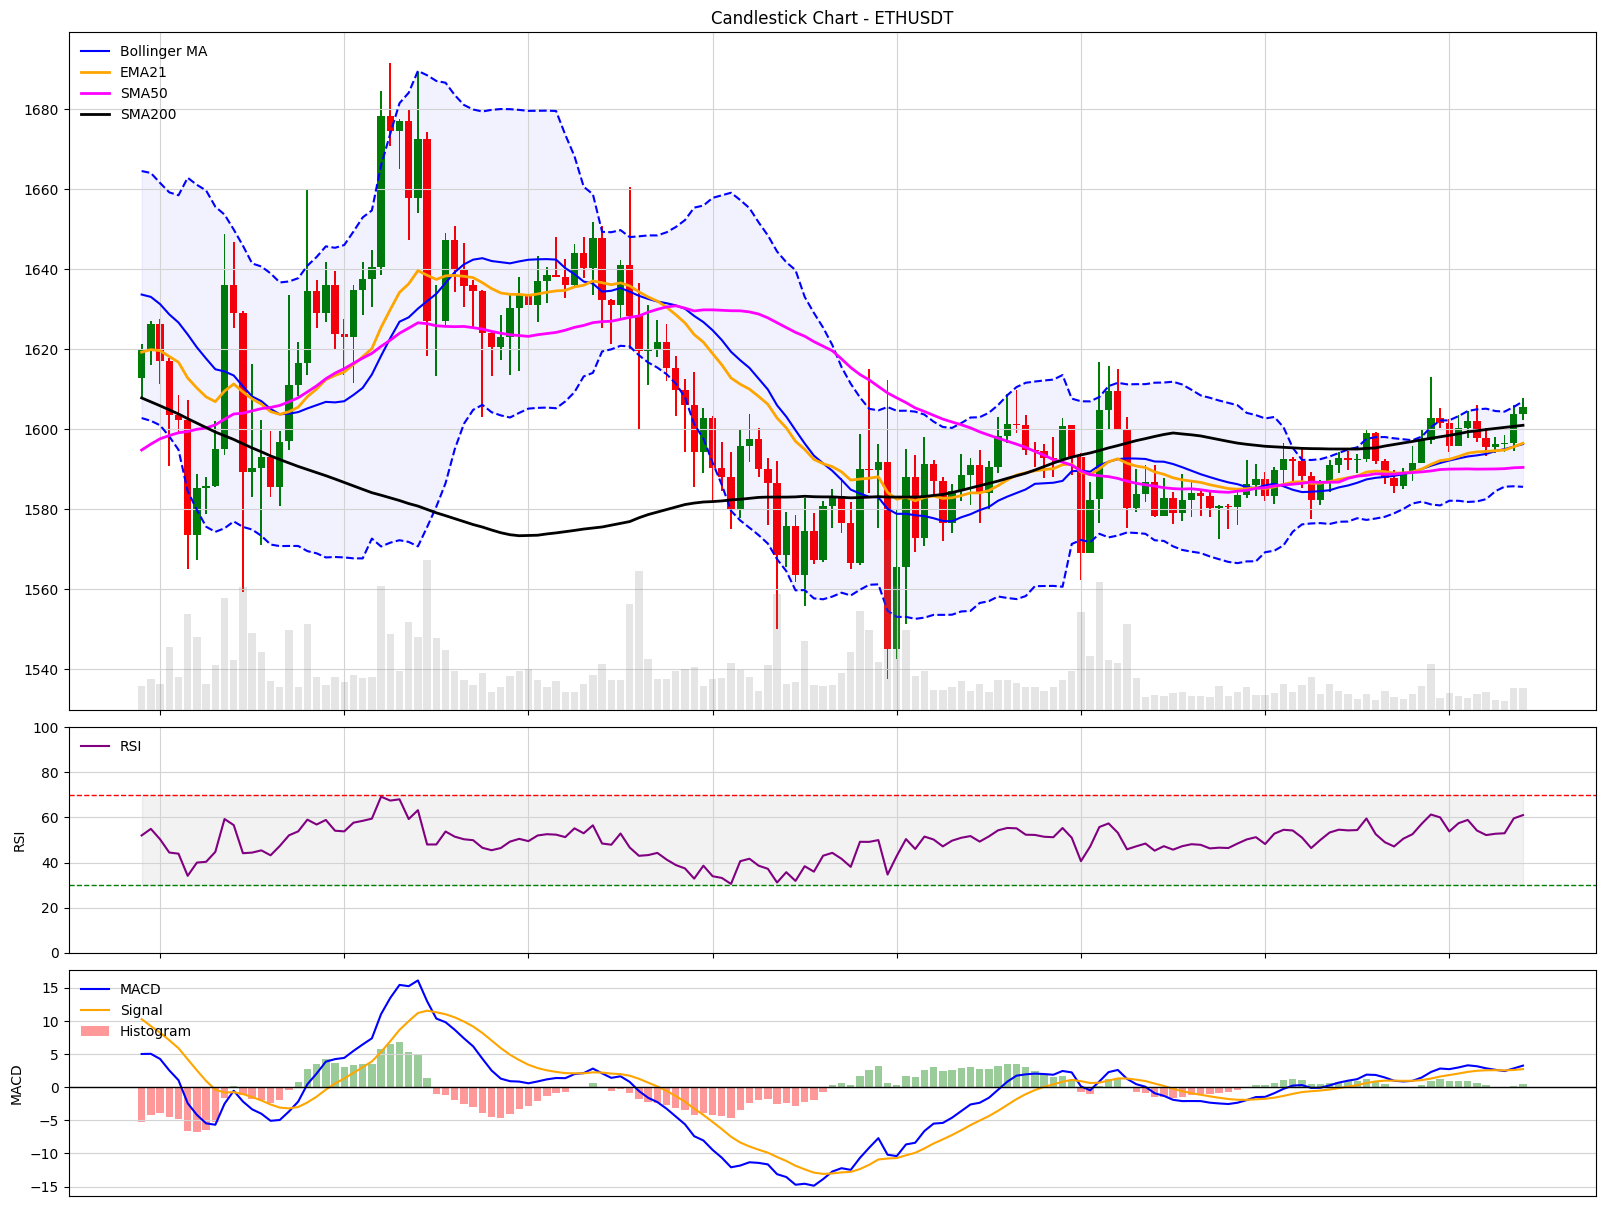 Candlestick Chart - ETHUSDT
Bollinger MA
EMA21
SMA50
SMA200
1680
1660
1640
1620
1600
1580
1560
1540
RSI
100
80
60
40
20
0
RSI
MACD
Signal
Histogram
15
10
5
0
−5
−10
−15
MACD